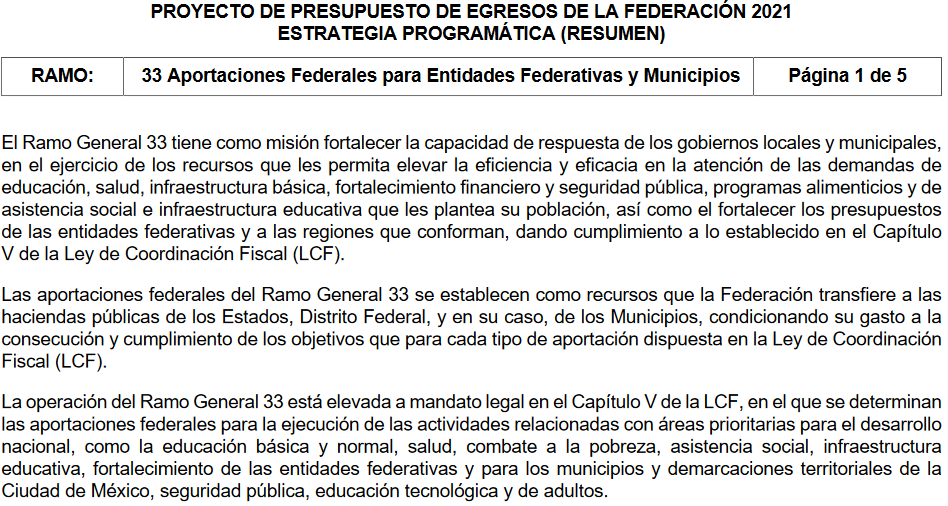 PROYECTO DE PRESUPUESTO DE EGRESOS DE LA FEDERACIÓN 2021
ESTRATEGIA PROGRAMÁTICA (RESUMEN)
RAMO: 33 Aportaciones Federales para Entidades Federativas y Municipios Página 1 de 5
El Ramo General 33 tiene como misión fortalecer la capacidad de respuesta de los gobiernos locales y municipales,
en el ejercicio de los recursos que les permita elevar la eficiencia y eficacia en la atención de las demandas de
educación, salud, infraestructura básica, fortalecimiento financiero y seguridad pública, programas alimenticios y de
asistencia social e infraestructura educativa que les plantea su población, así como el fortalecer los presupuestos
de las entidades federativas y a las regiones que conforman, dando cumplimiento a lo establecido en el Capítulo
V de la Ley de Coordinación Fiscal (LCF).
Las aportaciones federales del Ramo General 33 se establecen como recursos que la Federación transfiere a las
haciendas públicas de los Estados, Distrito Federal, y en su caso, de los Municipios, condicionando su gasto a la
consecución y cumplimiento de los objetivos que para cada tipo de aportación dispuesta en la Ley de Coordinación
Fiscal (LCF).
La operación del Ramo General 33 está elevada a mandato legal en el Capítulo V de la LCF, en el que se determinan
las aportaciones federales para la ejecución de las actividades relacionadas con áreas prioritarias para el desarrollo
nacional, como la educación básica y normal, salud, combate a la pobreza, asistencia social, infraestructura
educativa, fortalecimiento de las entidades federativas y para los municipios y demarcaciones territoriales de la
Ciudad de México, seguridad pública, educación tecnológica y de adultos.